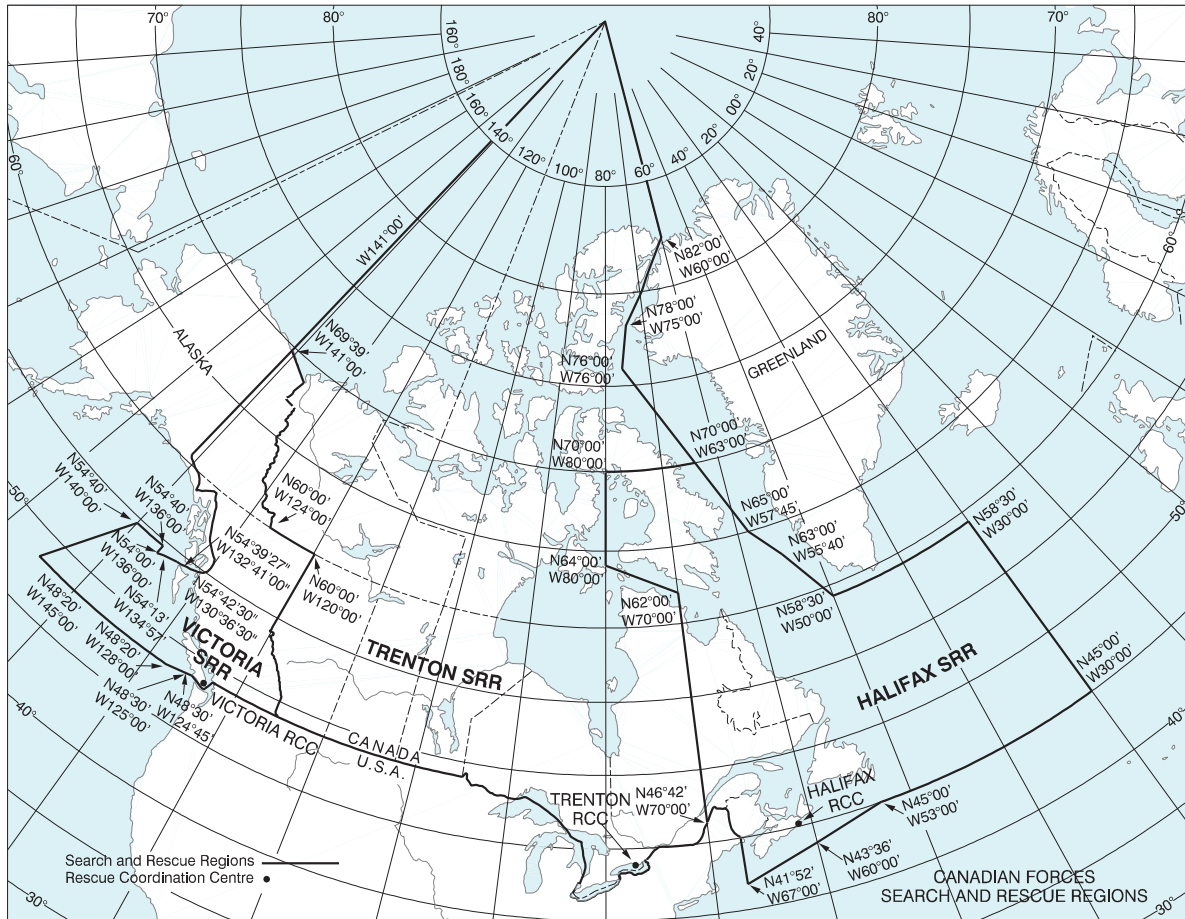 70°
160°
180°
160°
140°
120°
100°
80°
60°
40°
20°
00°
20°
40°
80°
70°
60°
60°
50°
W141°00'
N82°00'
W60°00'
N78°00'
W75°00'
N76°00'
W76°00'
GREENLAND
ALASKA
N69°39'
W141°00'
80°
70°
60°
50°
40°
30°
N70°00'
W80°00'
N70°00'
W63°00'
N65°00'
W57°45'
N63°00'
W55°40'
N58°30'
W50°00'
N58°30'
W30°00'
N45°00'
W30°00'
N60°00'
W124°00'
N60°00'
W120°00'
N64°00'
W80°00'
N62°00'
W70°00'
N54°40'
W140°00'
N54°40'
W136°00'
N54°00'
W136°00'
N54°13'
W134°57'
N54°39'27"
W132°41'00"
N54°42'30"
W130°36'30"
N48°20'
W145°00'
N48°20'
W128°00'
N48°30'
W125°00'
N48°30'
W124°45'
VICTORIA
SRR
VICTORIA RCC
TRENTON SRR
HALIFAX SRR
CANADA
U.S.A.
TRENTON
RCC
N46°42'
W70°00'
HALIFAX
RCC
N45°00'
W53°00'
N43°36'
W60°00'
N41°52'
W67°00'
40°
30°
Search and Rescue Regions
Rescue Coordination Centre
CANADIAN FORCES
SEARCH AND RESCUE REGIONS